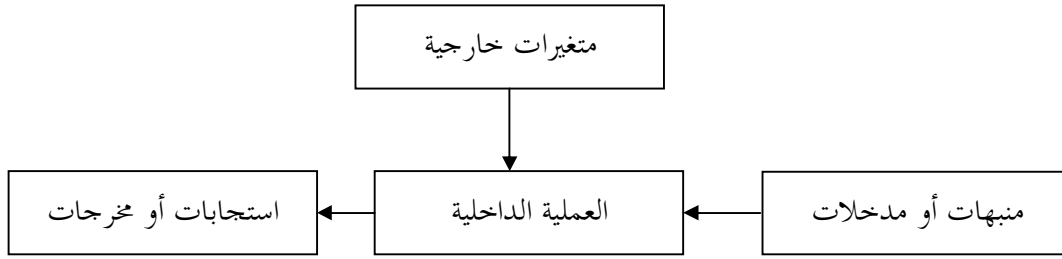 متغيرات خارجية
منبهات أو مدخلات
العملية الداخلية
استجابات أو مخرجات